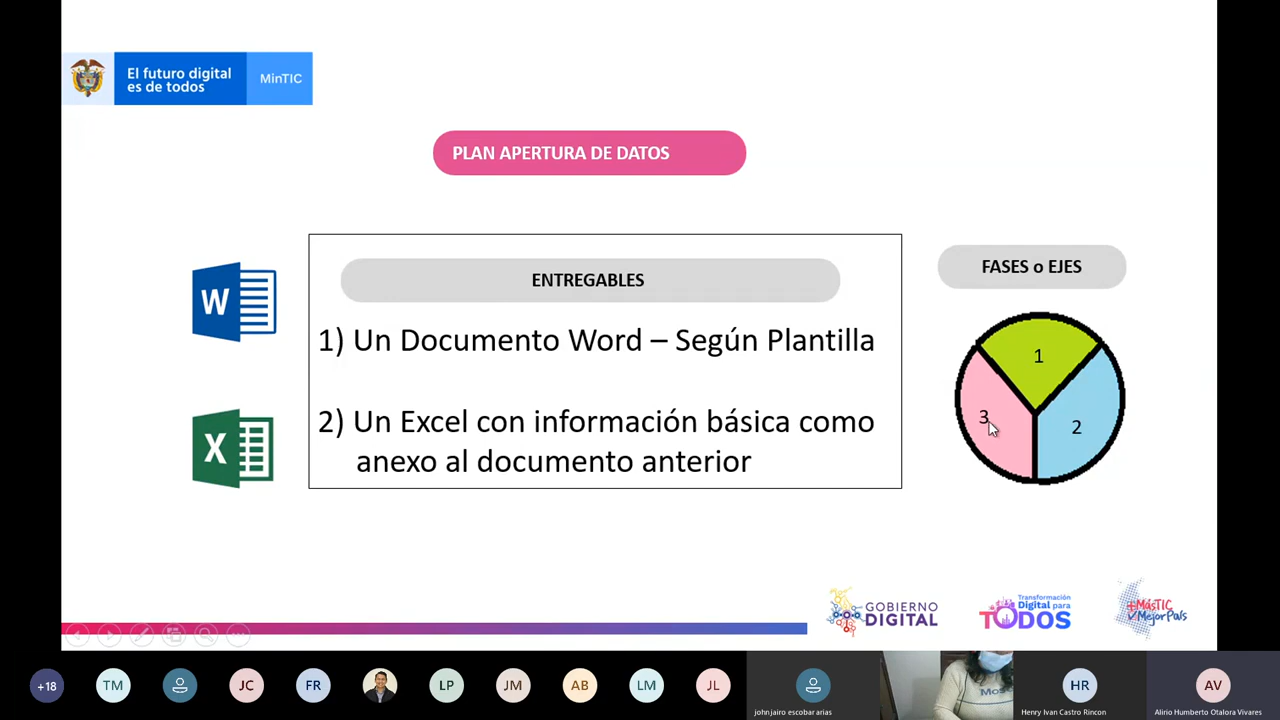 El futuro digital
es de todos
MinTIC
PLAN APERTURA DE DATOS
ENTREGABLES
FASES o EJES
W
1) Un Documento Word – Según Plantilla
1
2
3
X
2) Un Excel con información básica como
anexo al documento anterior
GOBIERNO
DIGITAL
Transformación
Digital para
TODOS
+MásTIC
MejorPaís
+18
TM
JC
FR
LP
JM
AB
LM
JL
HR
AV
john jairo escobar arias
Henry Ivan Castro Rincon
Alirio Humberto Otalora Vivares